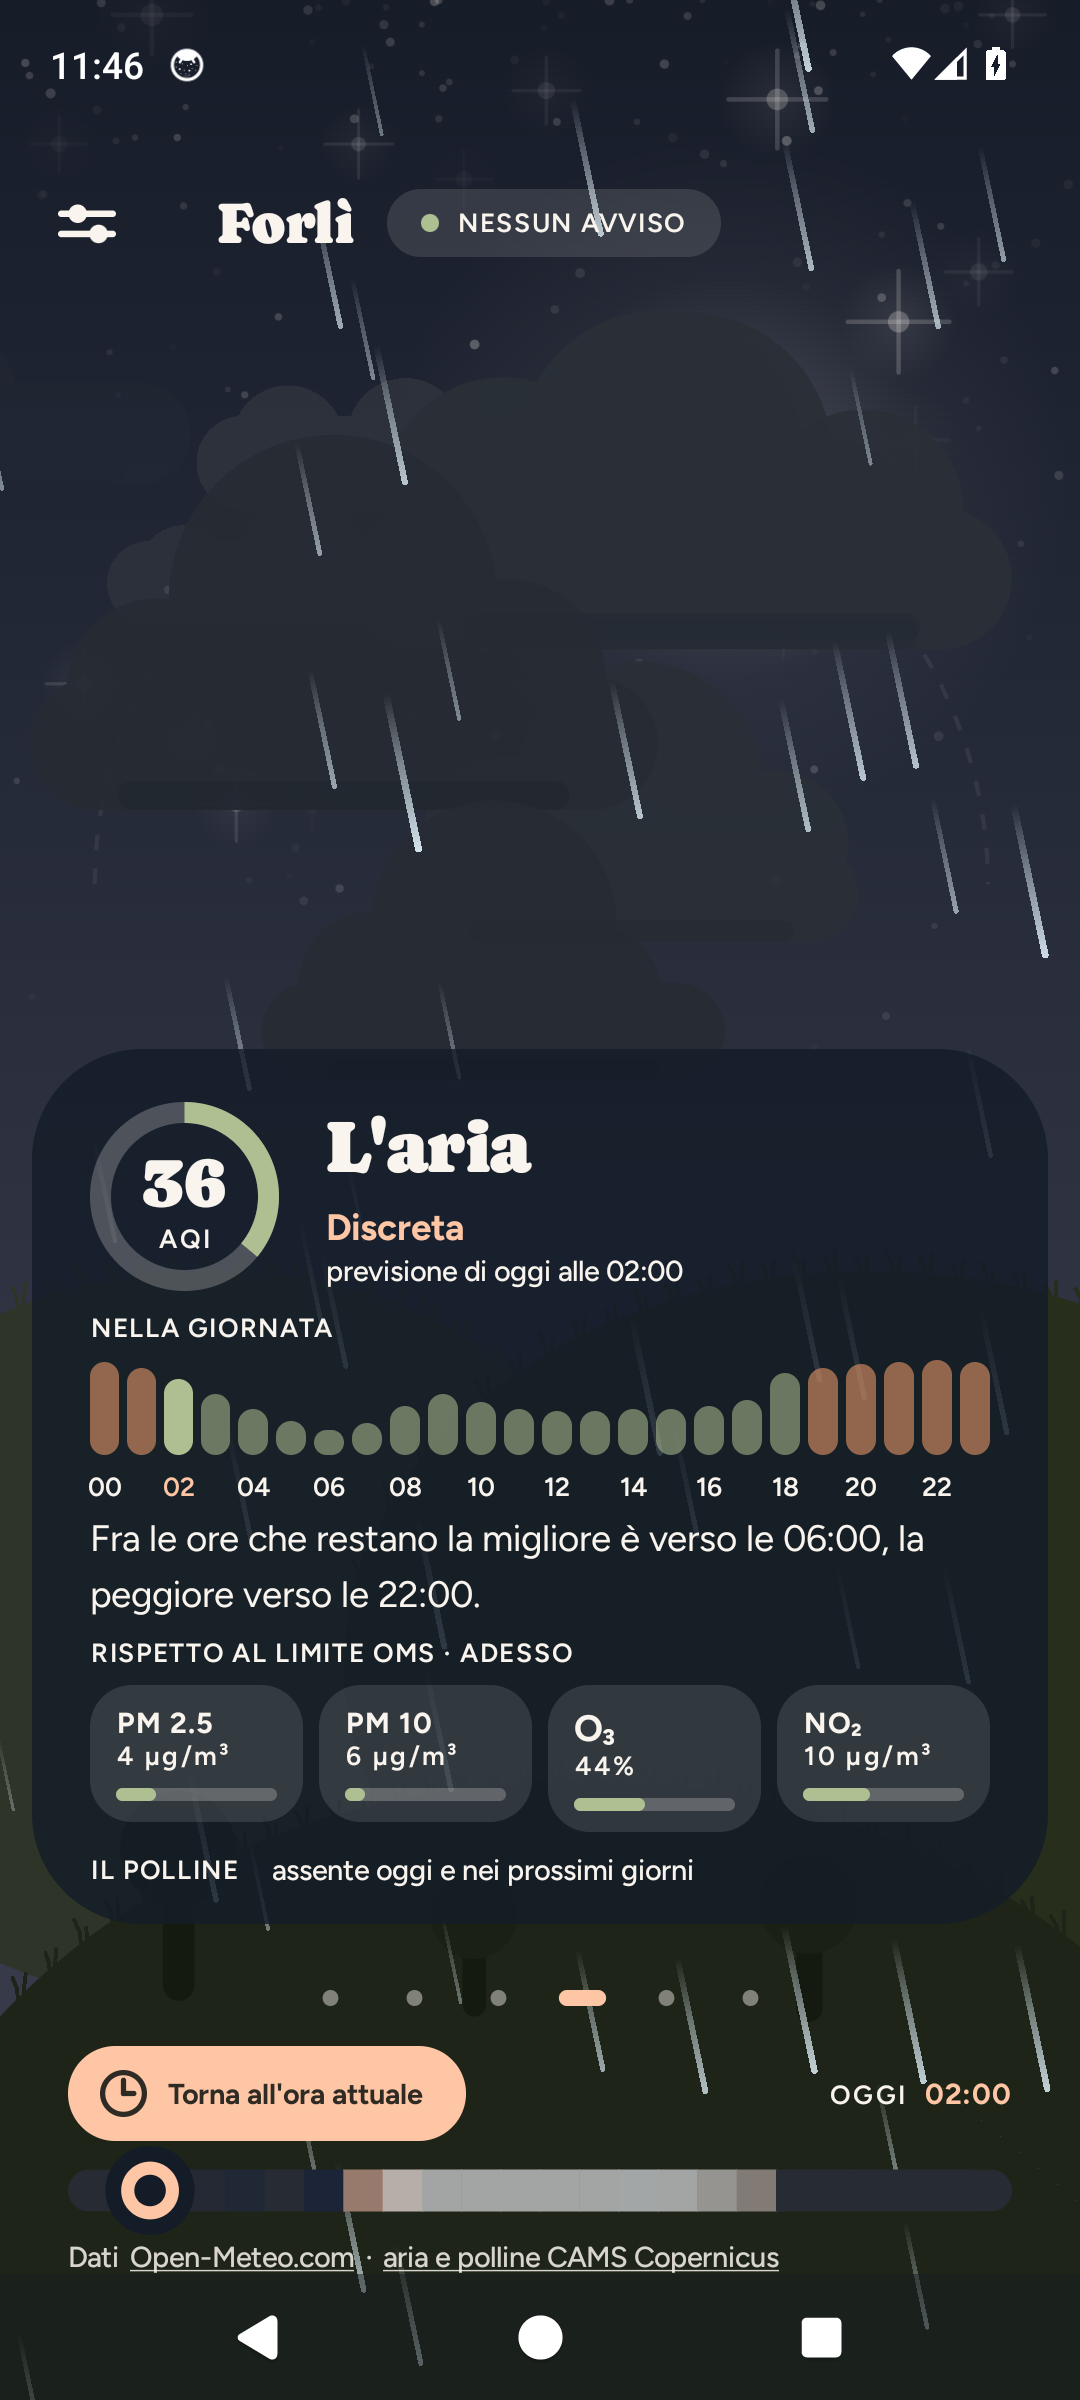 11:46
Forlì
NESSUN AVVISO
36
AQI
L'aria
Discreta
previsione di oggi alle 02:00
NELLA GIORNATA
00 02 04 06 08 10 12 14 16 18 20 22
Fra le ore che restano la migliore è verso le 06:00, la
peggiore verso le 22:00.
RISPETTO AL LIMITE OMS · ADESSO
PM 2.5
4 µg/m³
PM 10
6 µg/m³
O₃
44%
NO₂
10 µg/m³
IL POLLINE assente oggi e nei prossimi giorni
Torna all'ora attuale
OGGI 02:00
Dati Open-Meteo.com · aria e polline CAMS Copernicus